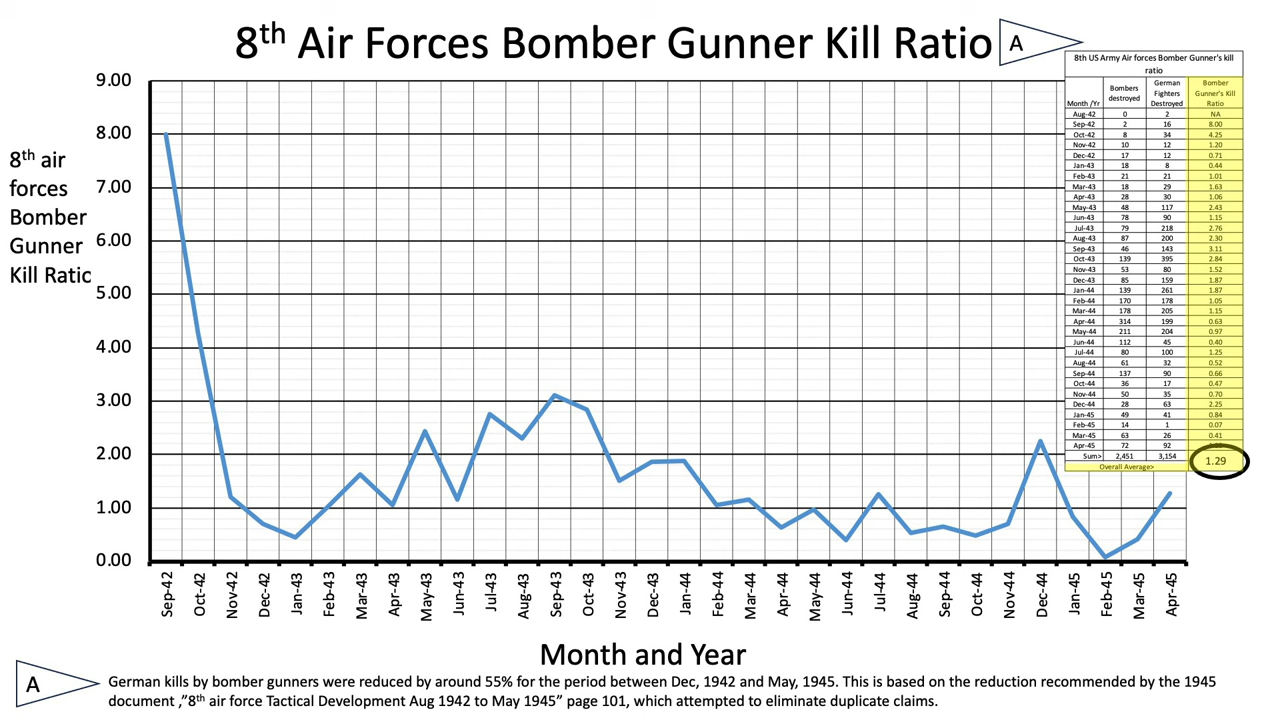 8th Air Forces Bomber Gunner Kill Ratio
A
8th US Army Air forces Bomber Gunner's kill
ratio
Month /Yr Bombers destroyed German Fighters Destroyed Bomber Gunner's Kill Ratio
Aug-42 0 2 NA
Sep-42 2 16 8.00
Oct-42 8 34 4.25
Nov-42 10 12 1.20
Dec-42 17 12 0.71
Jan-43 18 8 0.44
Feb-43 21 21 1.01
Mar-43 18 29 1.63
Apr-43 28 30 1.06
May-43 48 117 2.43
Jun-43 78 90 1.15
Jul-43 79 218 2.76
Aug-43 87 200 2.30
Sep-43 46 143 3.11
Oct-43 139 395 2.84
Nov-43 53 80 1.52
Dec-43 85 159 1.87
Jan-44 139 261 1.87
Feb-44 170 178 1.05
Mar-44 178 205 1.15
Apr-44 314 199 0.63
May-44 211 204 0.97
Jun-44 112 45 0.40
Jul-44 80 100 1.25
Aug-44 61 32 0.52
Sep-44 137 90 0.66
Oct-44 36 17 0.47
Nov-44 50 35 0.70
Dec-44 28 63 2.25
Jan-45 49 41 0.84
Feb-45 14 1 0.07
Mar-45 63 26 0.41
Apr-45 72 92
Sum> 2,451 3,154 1.29
Overall Average>
8th air
forces
Bomber
Gunner
Kill Ratio
9.00
8.00
7.00
6.00
5.00
4.00
3.00
2.00
1.00
0.00
Sep-42 Oct-42 Nov-42 Dec-42 Jan-43 Feb-43 Mar-43 Apr-43 May-43 Jun-43 Jul-43 Aug-43 Sep-43 Oct-43 Nov-43 Dec-43 Jan-44 Feb-44 Mar-44 Apr-44 May-44 Jun-44 Jul-44 Aug-44 Sep-44 Oct-44 Nov-44 Dec-44 Jan-45 Feb-45 Mar-45 Apr-45
Month and Year
A
German kills by bomber gunners were reduced by around 55% for the period between Dec, 1942 and May, 1945. This is based on the reduction recommended by the 1945
document ,”8th air force Tactical Development Aug 1942 to May 1945” page 101, which attempted to eliminate duplicate claims.